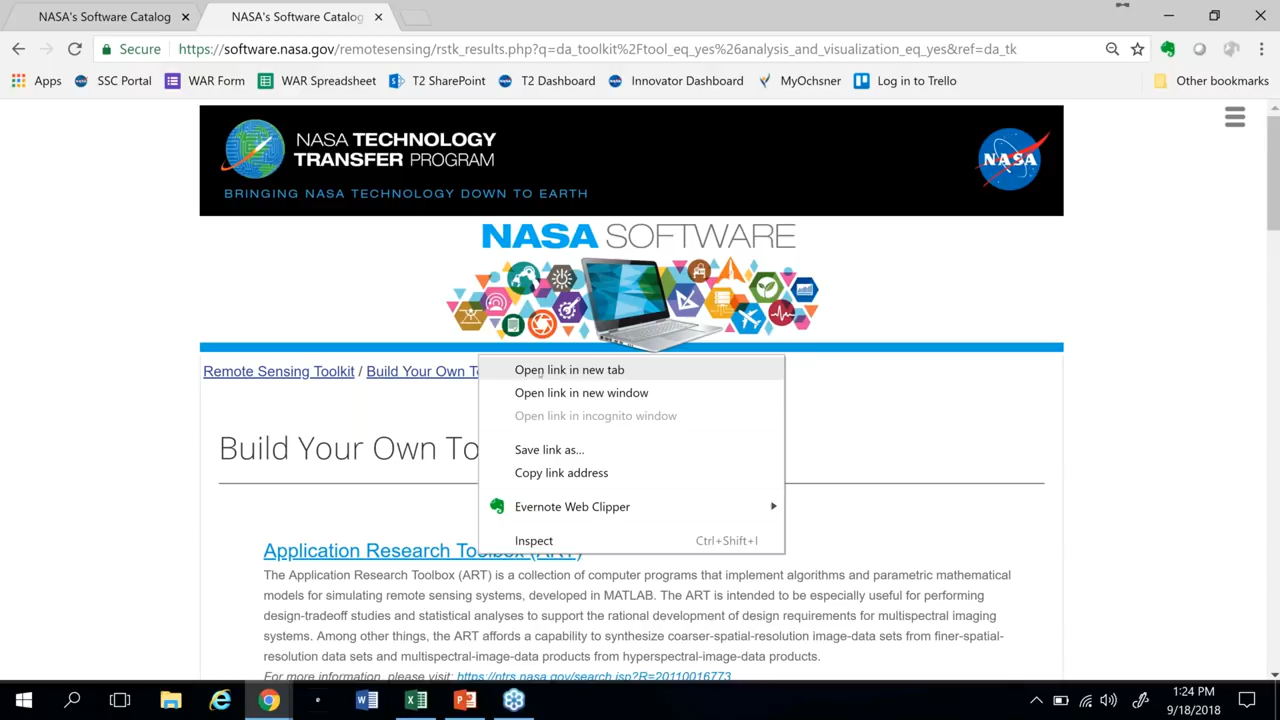 NASA's Software Catalog
NASA's Software Catalog
Secure
https://software.nasa.gov/remotesensing/rstk_results.php?q=da_toolkit%2Ftool_eq_yes%26analysis_and_visualization_eq_yes&ref=da_tk
Apps
SSC Portal
WAR Form
WAR Spreadsheet
T2 SharePoint
T2 Dashboard
Innovator Dashboard
MyOchsner
Log in to Trello
Other bookmarks
NASA TECHNOLOGY
TRANSFER PROGRAM
BRINGING NASA TECHNOLOGY DOWN TO EARTH
NASA
NASA SOFTWARE
Remote Sensing Toolkit / Build Your Own T
Open link in new tab
Open link in new window
Open link in incognito window
Save link as...
Copy link address
Evernote Web Clipper
Inspect Ctrl+Shift+I
Build Your Own To
Application Research Toolbox (ART)
The Application Research Toolbox (ART) is a collection of computer programs that implement algorithms and parametric mathematical
models for simulating remote sensing systems, developed in MATLAB. The ART is intended to be especially useful for performing
design-tradeoff studies and statistical analyses to support the rational development of design requirements for multispectral imaging
systems. Among other things, the ART affords a capability to synthesize coarser-spatial-resolution image-data sets from finer-spatial-
resolution data sets and multispectral-image-data products from hyperspectral-image-data products.
For more information, please visit: https://ntrs.nasa.gov/search.jsp?R=20110016773
1:24 PM
9/18/2018